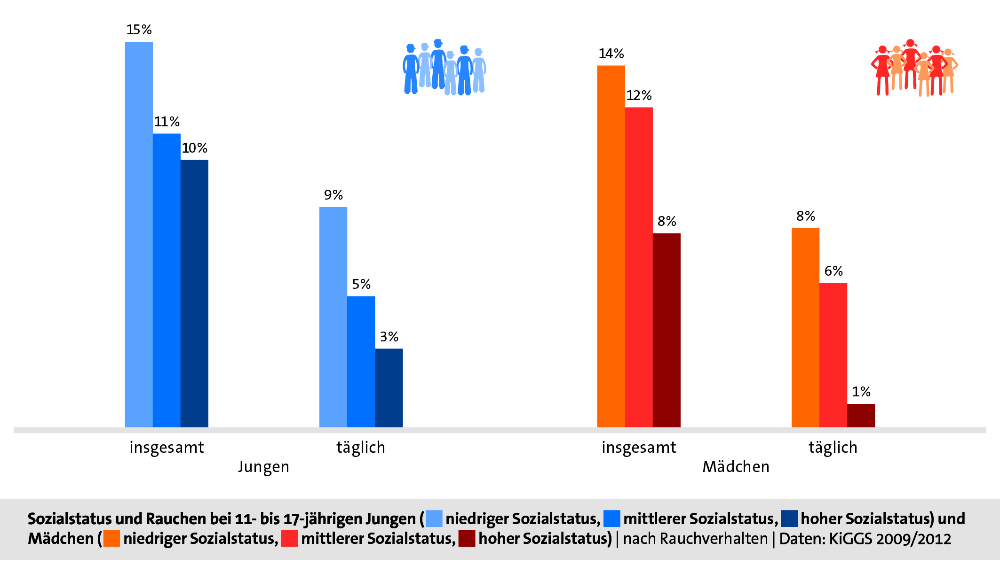 15%
11%
10%
9%
5%
3%
14%
12%
8%
8%
6%
1%
insgesamt
täglich
insgesamt
täglich
Jungen
Mädchen
Sozialstatus und Rauchen bei 11- bis 17-jährigen Jungen ( niedriger Sozialstatus, mittlerer Sozialstatus, hoher Sozialstatus) und
Mädchen ( niedriger Sozialstatus, mittlerer Sozialstatus, hoher Sozialstatus) | nach Rauchverhalten | Daten: KiGGS 2009/2012